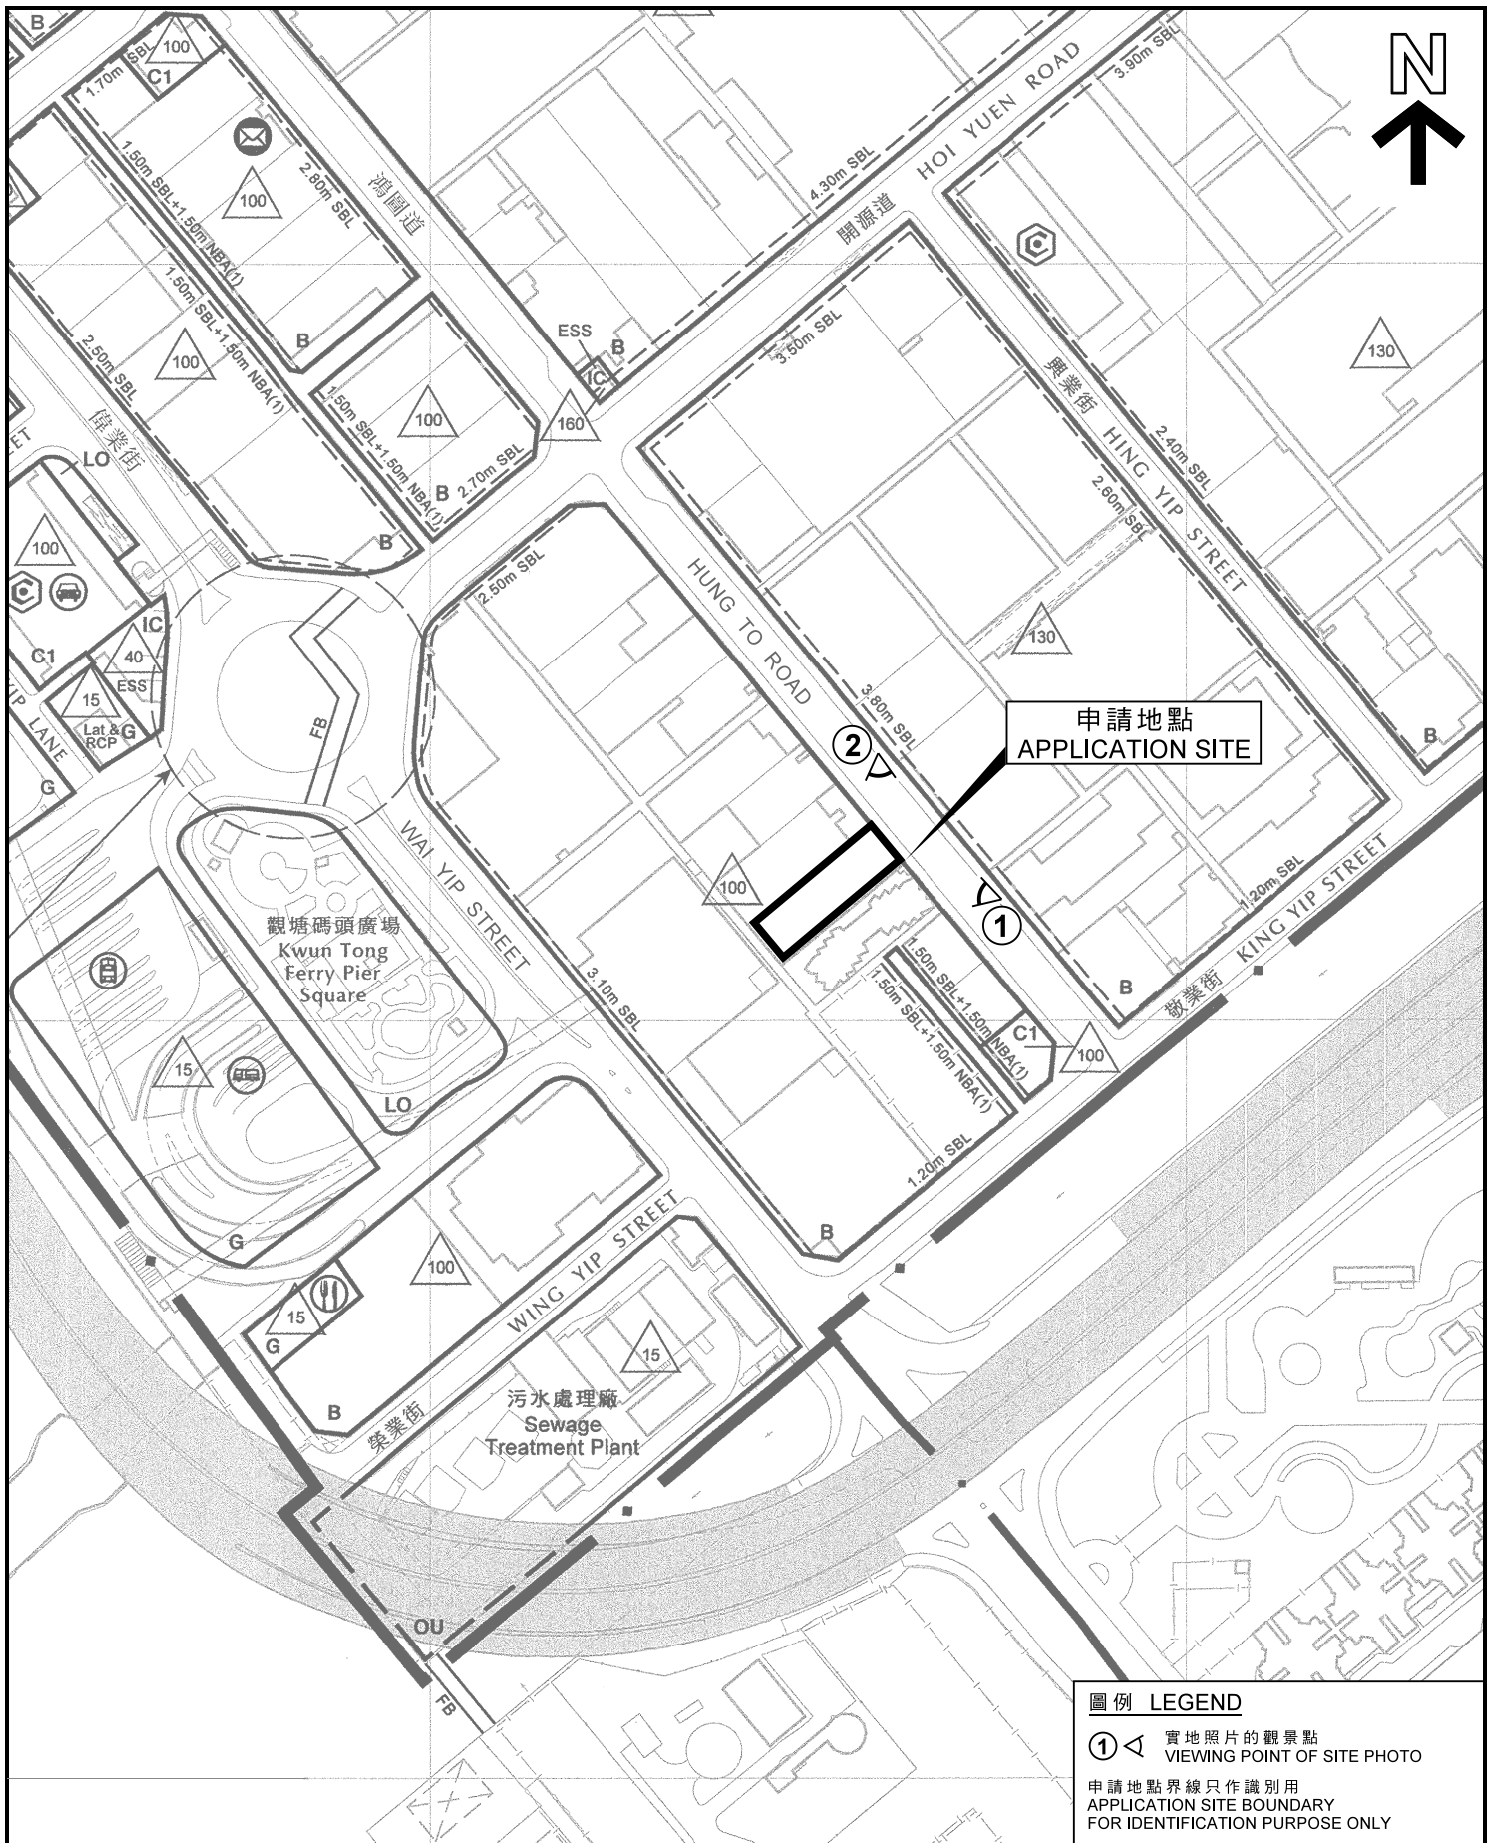 B
100
1.70m SBL
C1
N
HOI YUEN ROAD
3.90m SBL
1.50m SBL+1.50m NBA(1)
2.80m SBL
100
鴻圖道
4.30m SBL
開源道
1.50m SBL+1.50m NBA(1)
2.50m SBL
100
B
ESS
B
IC
3.50m SBL
130
興業街
偉業街
1.50m SBL+1.50m NBA(1)
100
160
HING YIP STREET
2.40m SBL
2.60m SBL
LO
B
2.70m SBL
B
100
2.50m SBL
HUNG TO ROAD
IC
40
ESS
C1
15
Lat &
RCP
G
YIP LANE
G
FB
130
3.80m SBL
申請地點
APPLICATION SITE
2
B
WAI YIP STREET
100
1
1.20m SBL
KING YIP STREET
敬業街
觀塘碼頭廣場
Kwun Tong
Ferry Pier
Square
3.10m SBL
1.50m SBL+1.50m NBA(1)
1.50m SBL+1.50m NBA(1)
B
C1
100
15
LO
1.20m SBL
G
B
100
WING YIP STREET
15
G
15
B
榮業街
污水處理廠
Sewage
Treatment Plant
OU
FB
圖例 LEGEND
1 實地照片的觀景點
VIEWING POINT OF SITE PHOTO
申請地點界線只作識別用
APPLICATION SITE BOUNDARY
FOR IDENTIFICATION PURPOSE ONLY